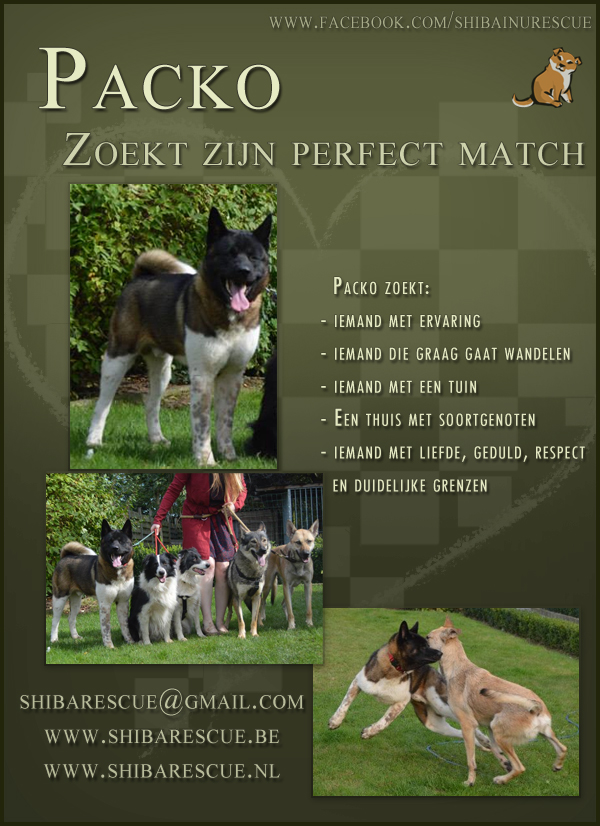 www.facebook.com/shibainurescue
Packo
Zoekt zijn perfect match
Packo zoekt:
- iemand met ervaring
- iemand die graag gaat wandelen
- iemand met een tuin
- Een thuis met soortgenoten
- iemand met liefde, geduld, respect
en duidelijke grenzen
shibarescue@gmail.com
www.shibarescue.be
www.shibarescue.nl